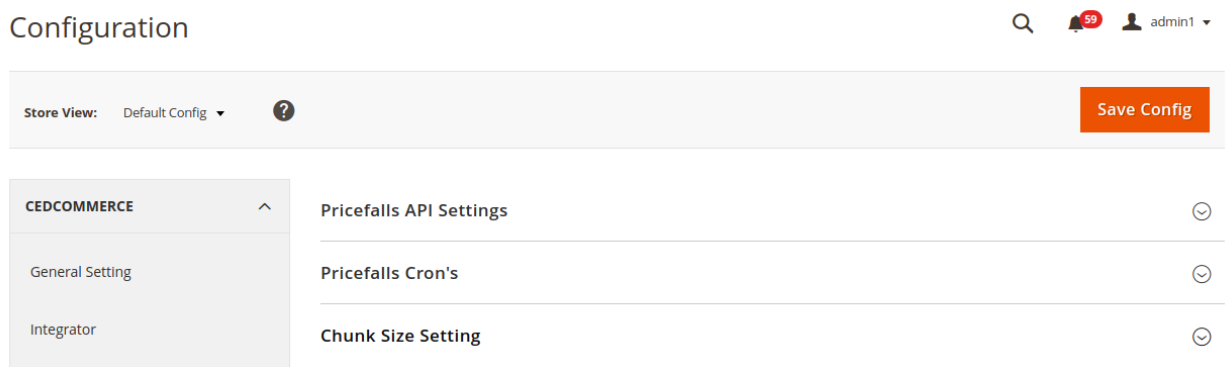 Configuration
59
admin1
Store View: Default Config
?
Save Config
CEDCOMMERCE
General Setting
Integrator
Pricefalls API Settings
Pricefalls Cron's
Chunk Size Setting